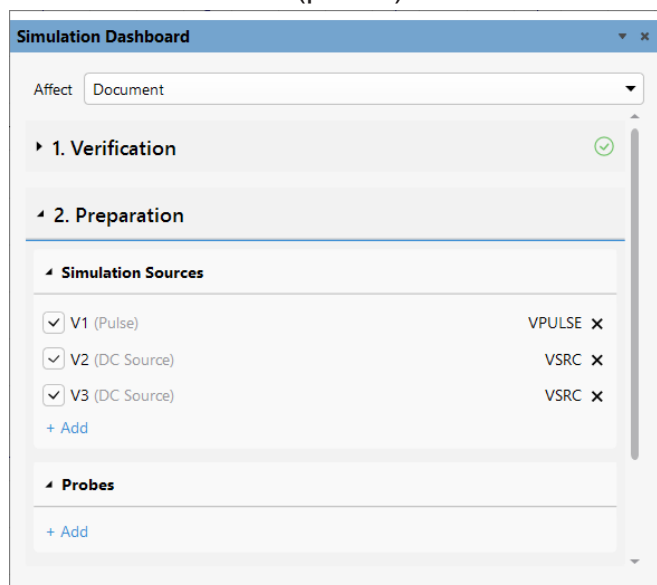 Simulation Dashboard
Affect Document
1. Verification
2. Preparation
Simulation Sources
V1 (Pulse) VPULSE
V2 (DC Source) VSRC
V3 (DC Source) VSRC
+ Add
Probes
+ Add